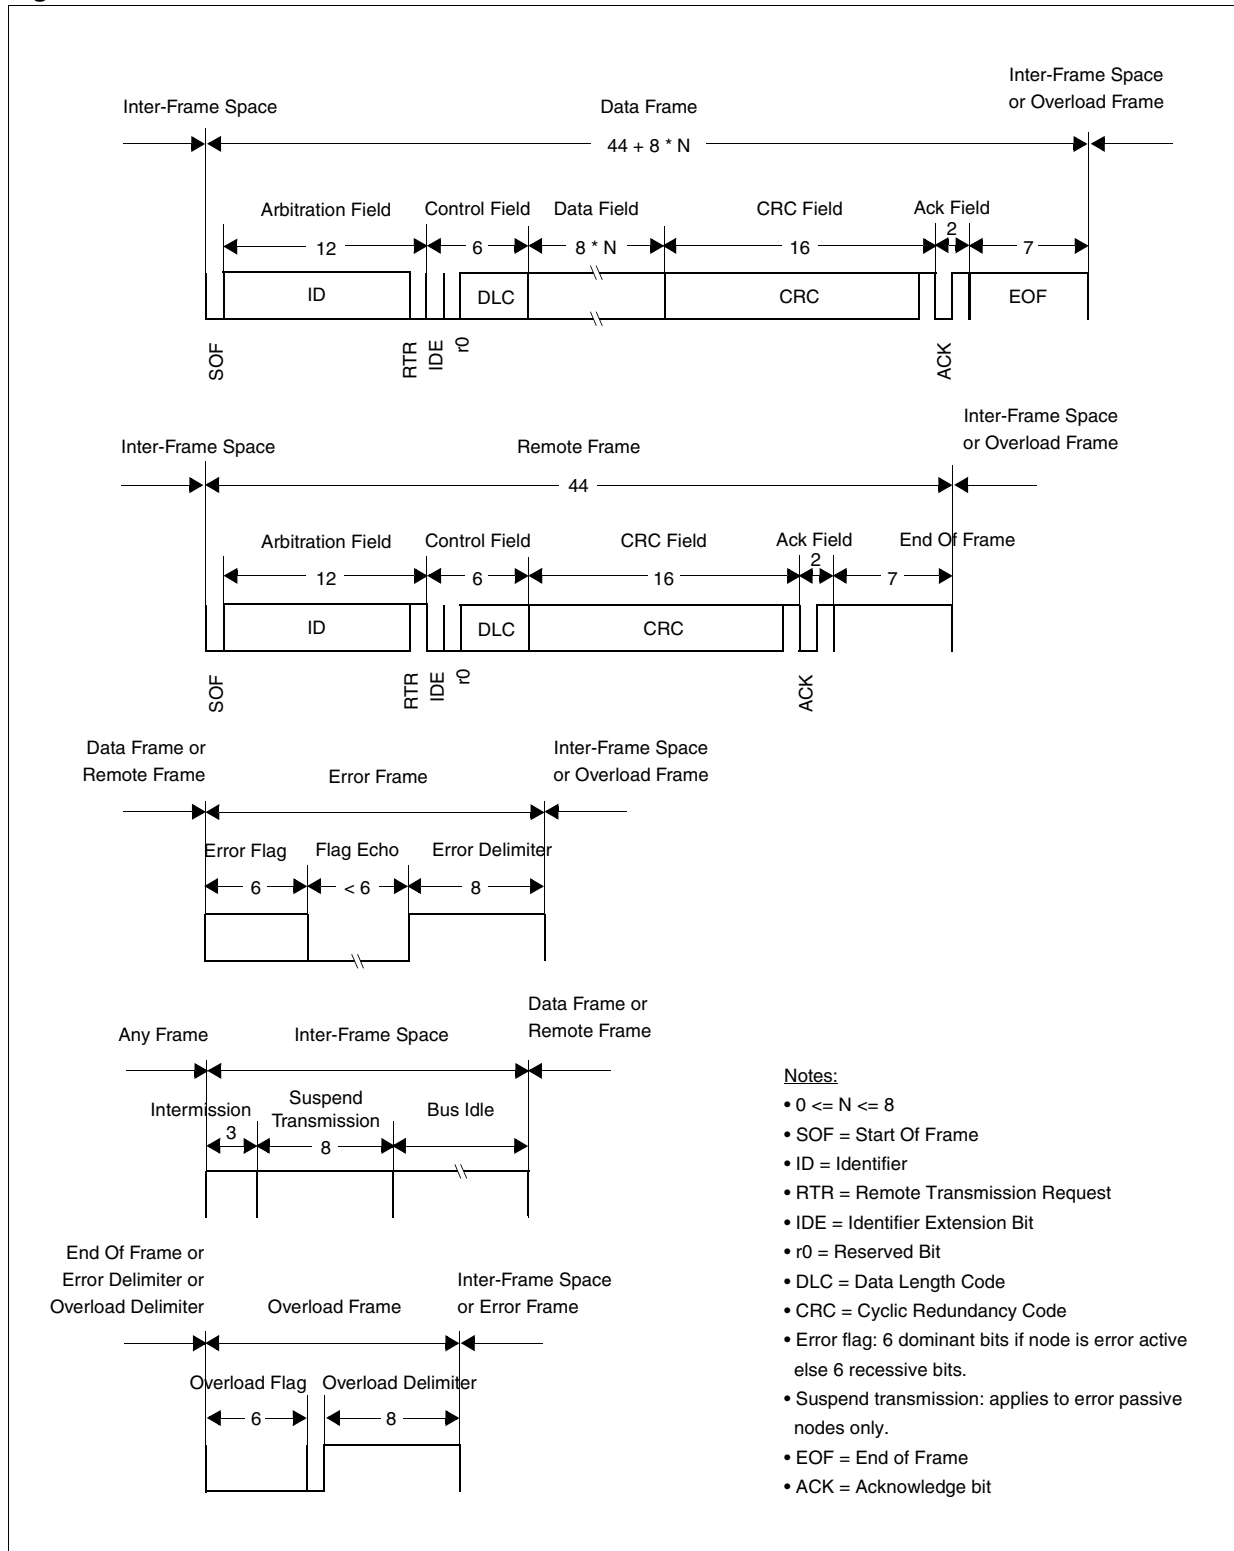 Inter-Frame Space
Data Frame
Inter-Frame Space
or Overload Frame
44 + 8 * N
Arbitration Field
Control Field
Data Field
CRC Field
Ack Field
12
6
8 * N
16
2
7
ID
DLC
CRC
EOF
SOF
RTR
IDE
r0
ACK
Inter-Frame Space
Remote Frame
Inter-Frame Space
or Overload Frame
44
Arbitration Field
Control Field
CRC Field
Ack Field
End Of Frame
12
6
16
2
7
ID
DLC
CRC
SOF
RTR
IDE
r0
ACK
Data Frame or
Remote Frame
Error Frame
Inter-Frame Space
or Overload Frame
Error Flag
Flag Echo
Error Delimiter
6
< 6
8
Any Frame
Inter-Frame Space
Data Frame or
Remote Frame
Intermission
3
Suspend
Transmission
8
Bus Idle
End Of Frame or
Error Delimiter or
Overload Delimiter
Overload Frame
Inter-Frame Space
or Error Frame
Overload Flag
Overload Delimiter
6
8
Notes:
• 0 <= N <= 8
• SOF = Start Of Frame
• ID = Identifier
• RTR = Remote Transmission Request
• IDE = Identifier Extension Bit
• r0 = Reserved Bit
• DLC = Data Length Code
• CRC = Cyclic Redundancy Code
• Error flag: 6 dominant bits if node is error active
else 6 recessive bits.
• Suspend transmission: applies to error passive
nodes only.
• EOF = End of Frame
• ACK = Acknowledge bit